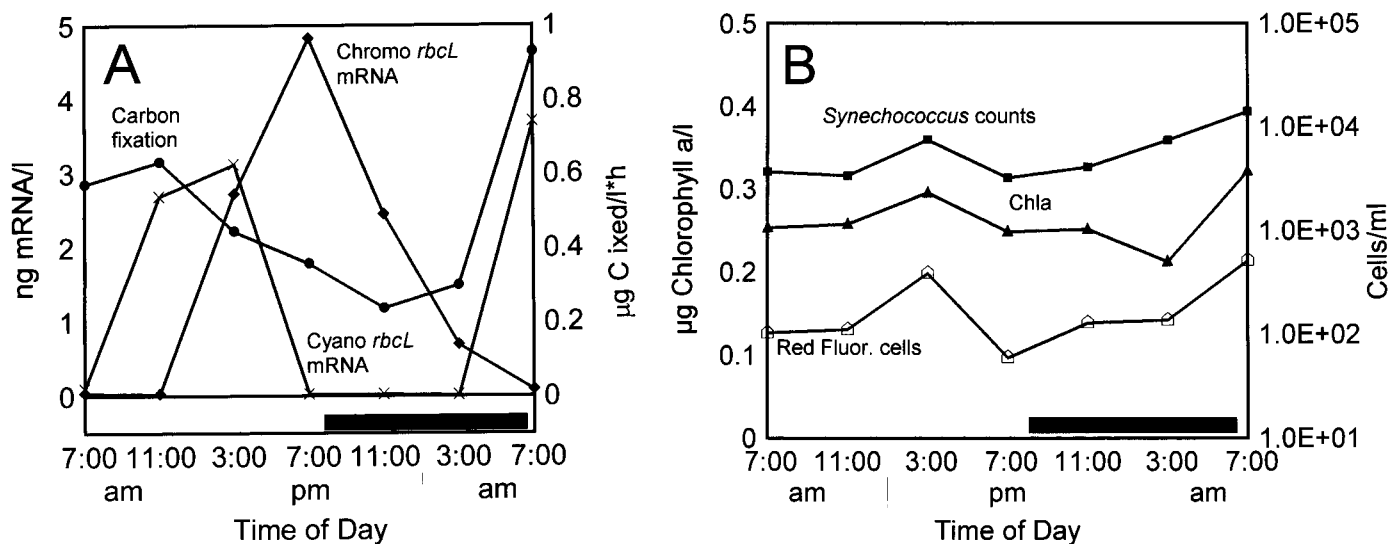 A
5
4
3
2
1
0
ng mRNA/l
Carbon
fixation
Chromo rbcL
mRNA
Cyano rbcL
mRNA
1
0.8
0.6
0.4
0.2
0
µg C ixed/l*h
7:00 11:00 3:00 7:00 11:00 3:00 7:00
am pm am
Time of Day
B
0.5
0.4
0.3
0.2
0.1
0
µg Chlorophyll a/l
Synechococcus counts
Chla
Red Fluor. cells
1.0E+05
1.0E+04
1.0E+03
1.0E+02
1.0E+01
Cells/ml
7:00 11:00 3:00 7:00 11:00 3:00 7:00
am pm am
Time of Day